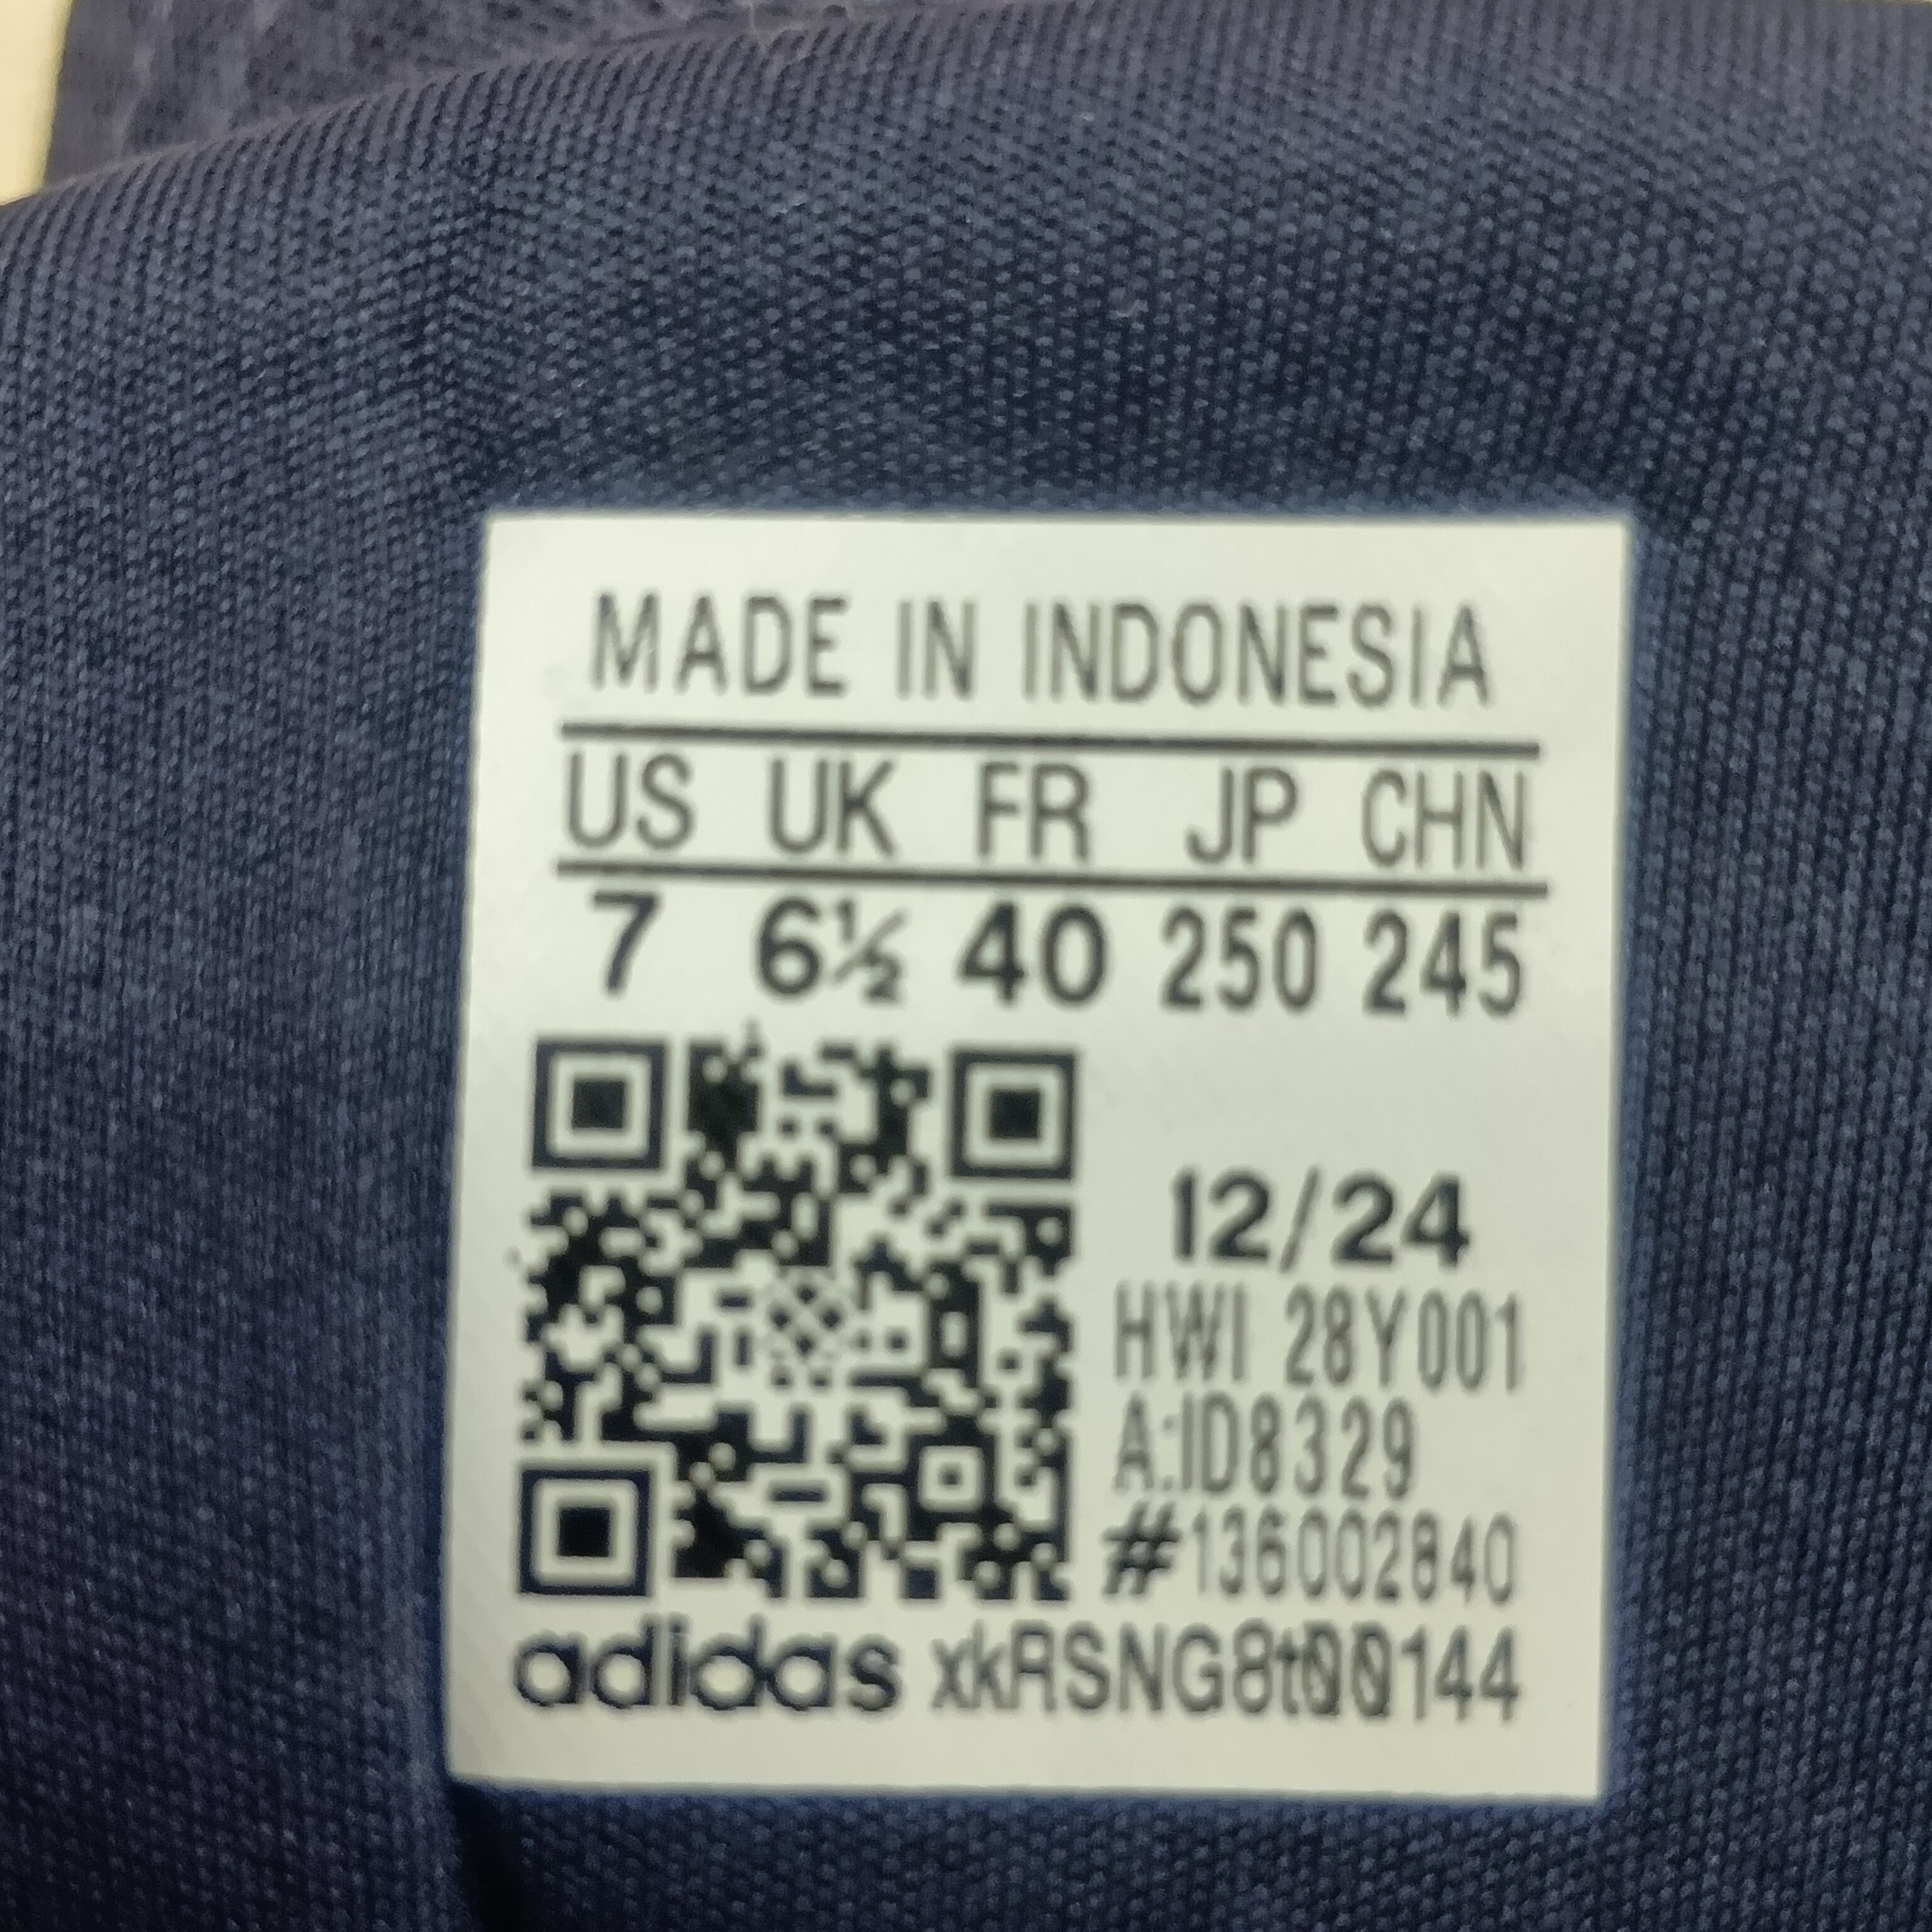 MADE IN INDONESIA
US UK FR JP CHN
7 6½ 40 250 245
12/24
HWI 28Y001
A:ID8329
#136002840
adidas xkRSNG8t00144